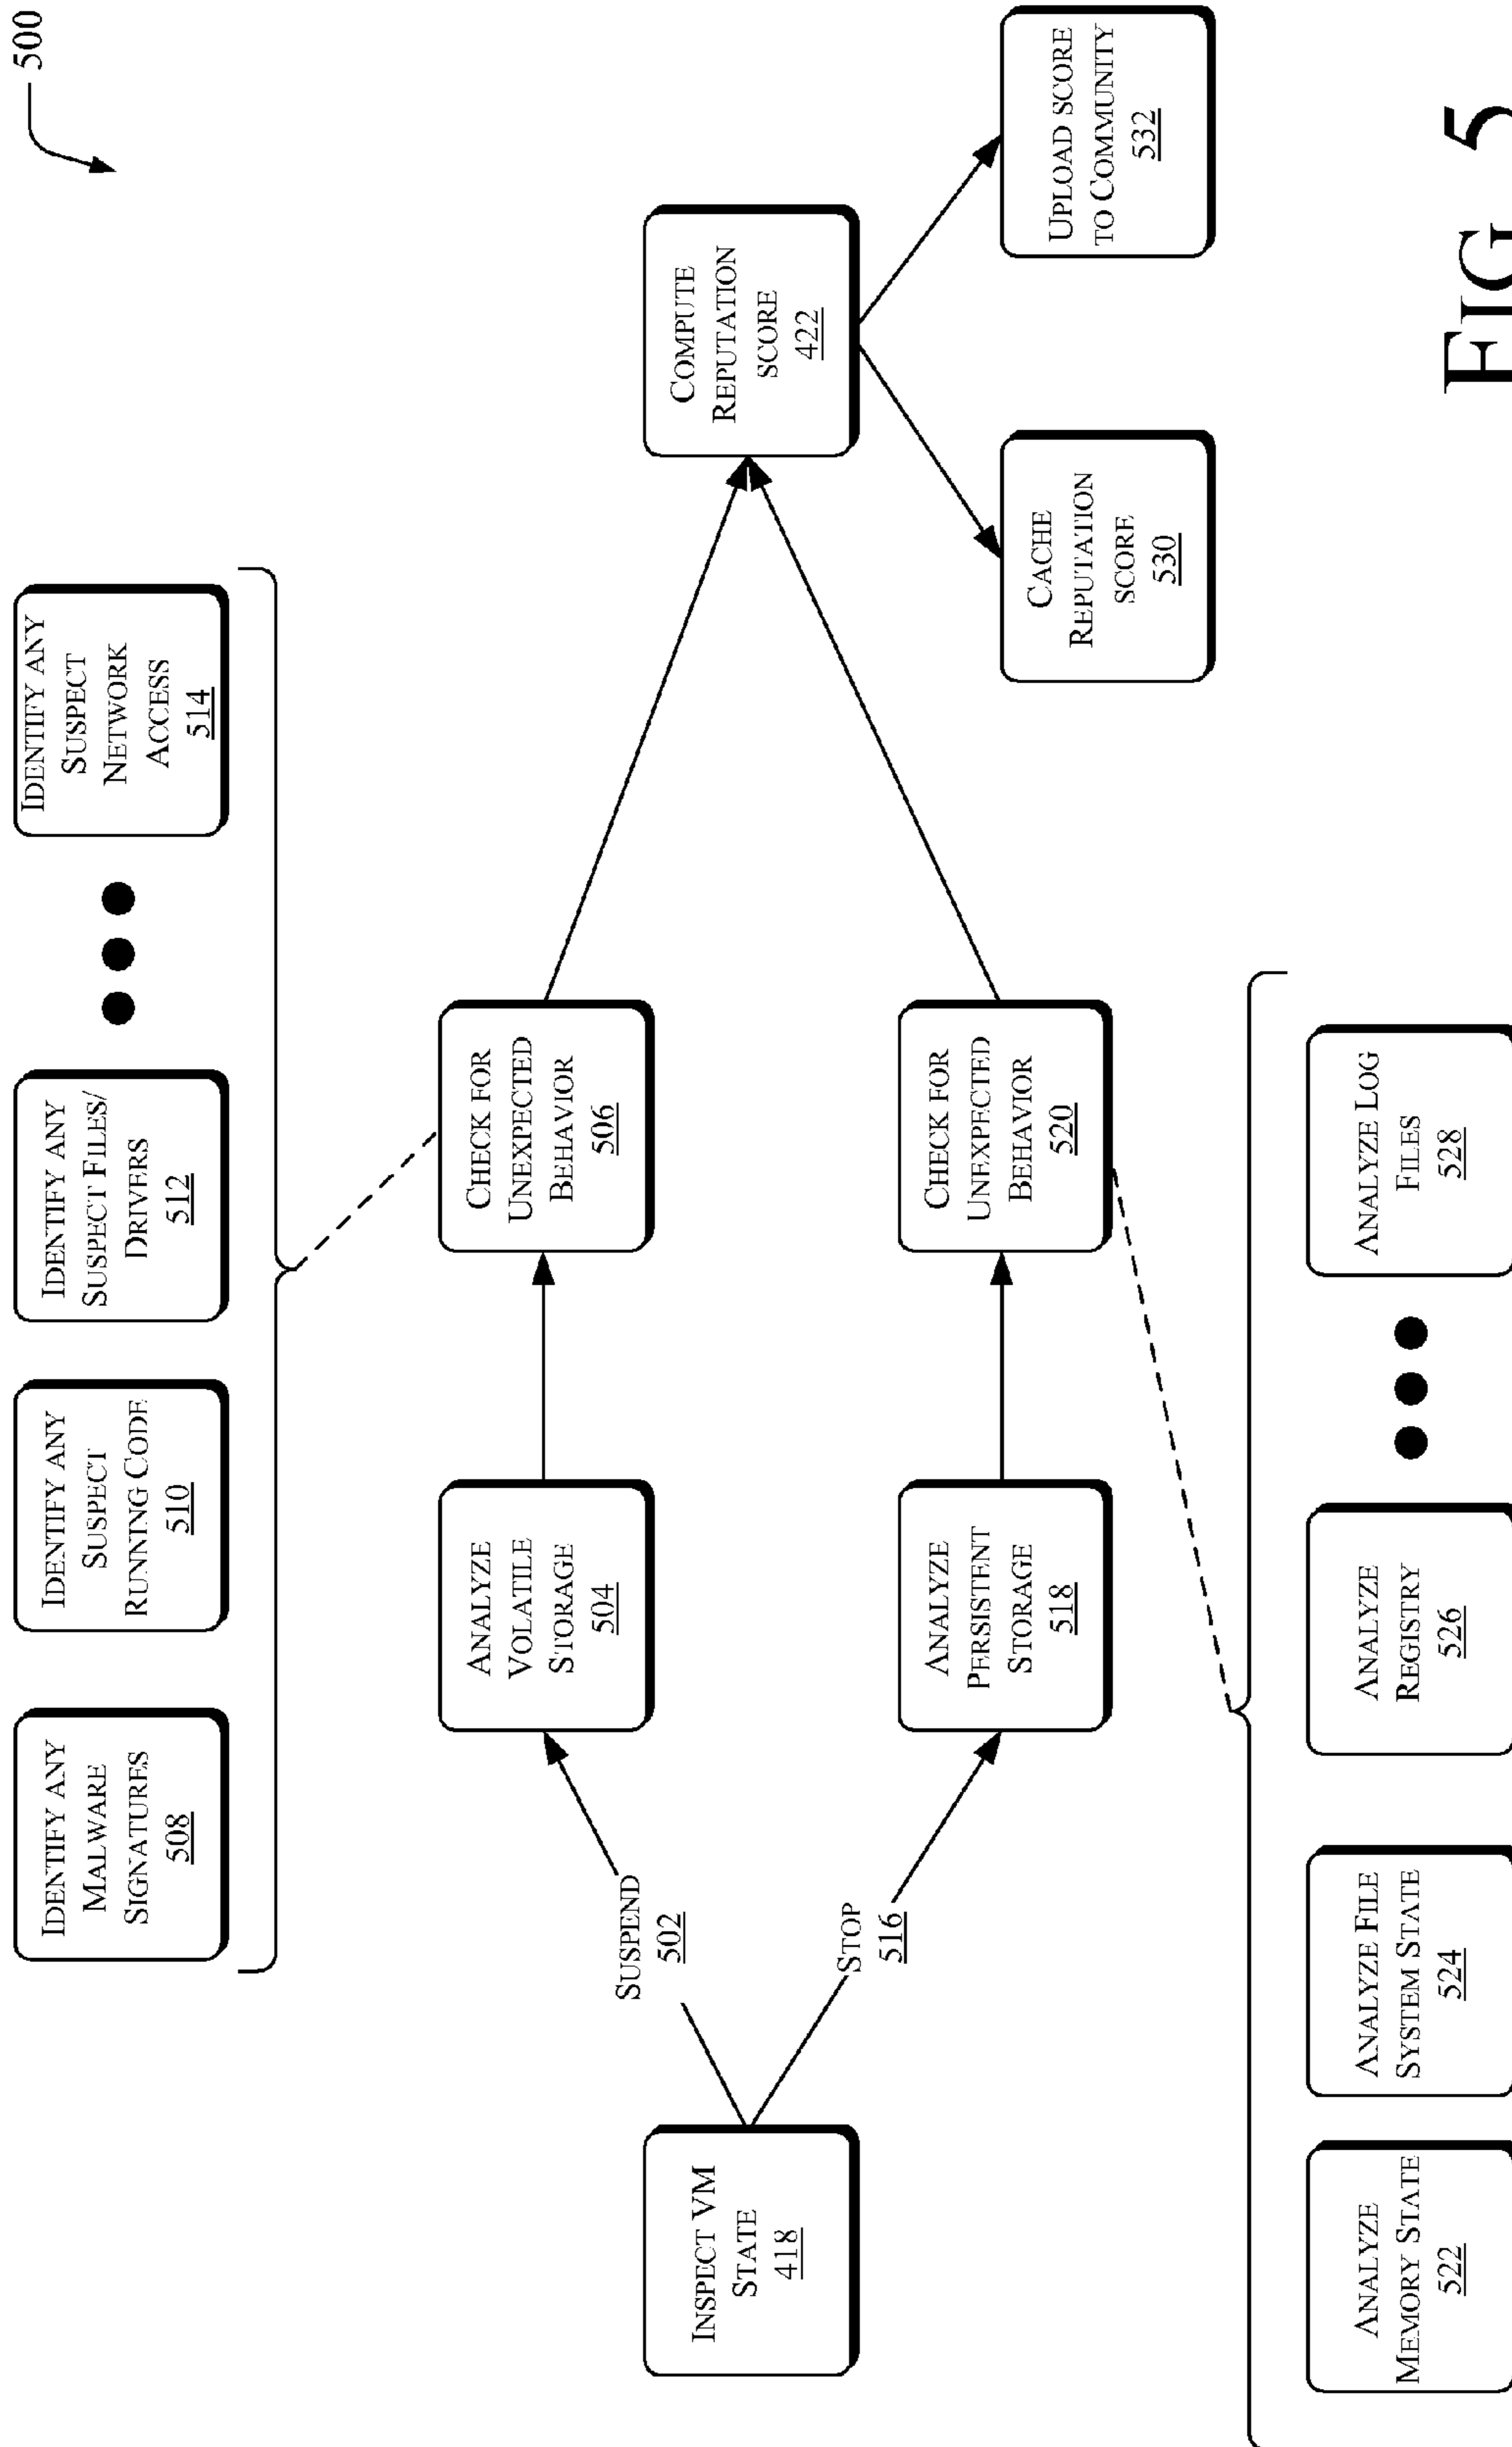 500
IDENTIFY ANY
MALWARE
SIGNATURES
508
IDENTIFY ANY
SUSPECT
RUNNING CODE
510
IDENTIFY ANY
SUSPECT FILES/
DRIVERS
512
IDENTIFY ANY
SUSPECT
NETWORK
ACCESS
514
SUSPEND
502
ANALYZE
VOLATILE
STORAGE
504
CHECK FOR
UNEXPECTED
BEHAVIOR
506
INSPECT VM
STATE
418
COMPUTE
REPUTATION
SCORE
422
STOP
516
ANALYZE
PERSISTENT
STORAGE
518
CHECK FOR
UNEXPECTED
BEHAVIOR
520
CACHE
REPUTATION
SCORE
530
UPLOAD SCORE
TO COMMUNITY
532
ANALYZE
MEMORY STATE
522
ANALYZE FILE
SYSTEM STATE
524
ANALYZE
REGISTRY
526
ANALYZE LOG
FILES
528
FIG. 5